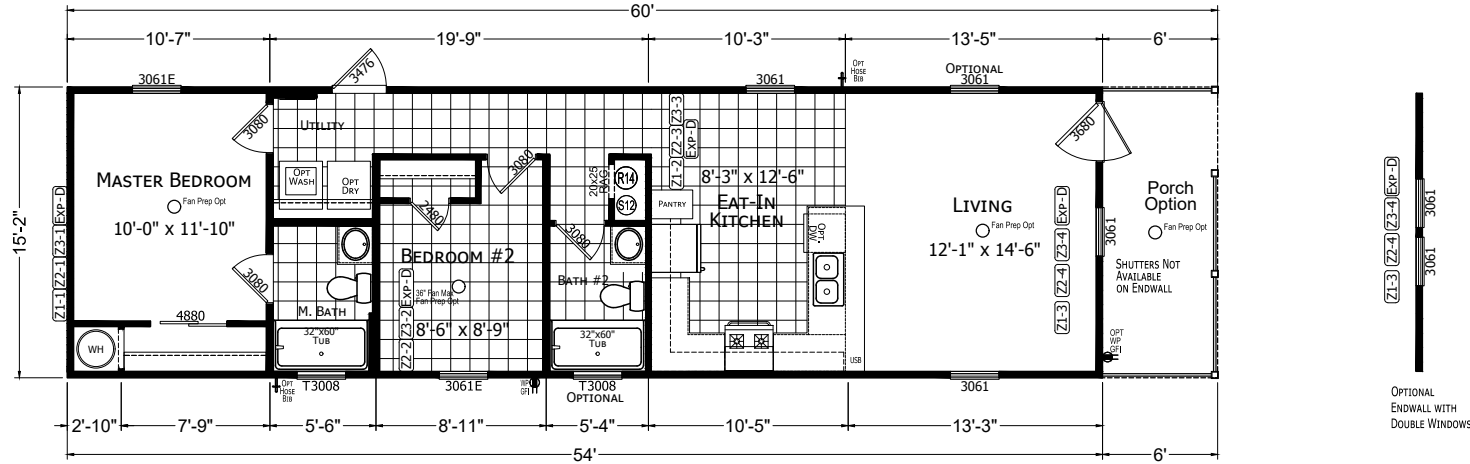 60'
10'-7"
19'-9"
10'-3"
13'-5"
6'
3061E
3476
3061
OPT HOSE BIB
OPTIONAL
3061
15'-2"
3080
UTILITY
OPT WASH
OPT DRY
3080
20x25 RAG
R14
S12
Z1-2 Z2-3 Z3-3
EXP-D
3680
MASTER BEDROOM
Fan Prep Opt
10'-0" x 11'-10"
Z1-1 Z2-1 Z3-1 EXP-D
3080
2480
BEDROOM #2
36" Fan Max
Fan Prep Opt
8'-6" x 8'-9"
Z2-2 Z3-2 EXP-D
3080
BATH #2
8'-3" x 12'-6"
EAT-IN
KITCHEN
PANTRY
OPT. D/W
LIVING
Fan Prep Opt
12'-1" x 14'-6"
Z1-3 Z2-4 Z3-4 EXP-D
3061
Porch
Option
Fan Prep Opt
SHUTTERS NOT
AVAILABLE
ON ENDWALL
Z1-3 Z2-4 Z3-4 EXP-D
3061
3061
4880
WH
M. BATH
32"x60"
TUB
32"x60"
TUB
USB
OPT
WP
GFI
OPT
HOSE
BIB
T3008
3061E
WP
GFI
T3008
OPTIONAL
3061
OPTIONAL
ENDWALL WITH
DOUBLE WINDOWS
2'-10"
7'-9"
5'-6"
8'-11"
5'-4"
10'-5"
13'-3"
54'
6'